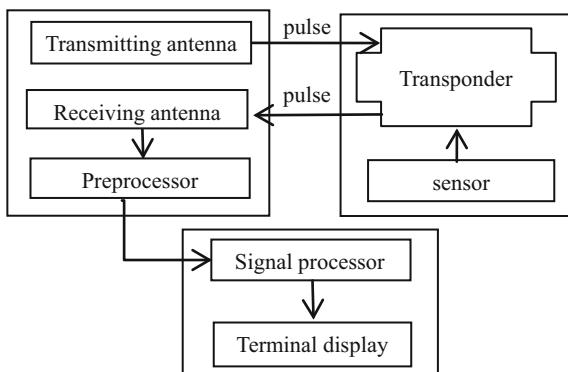 Transmitting antenna
pulse
Transponder
Receiving antenna
pulse
Preprocessor
sensor
Signal processor
Terminal display